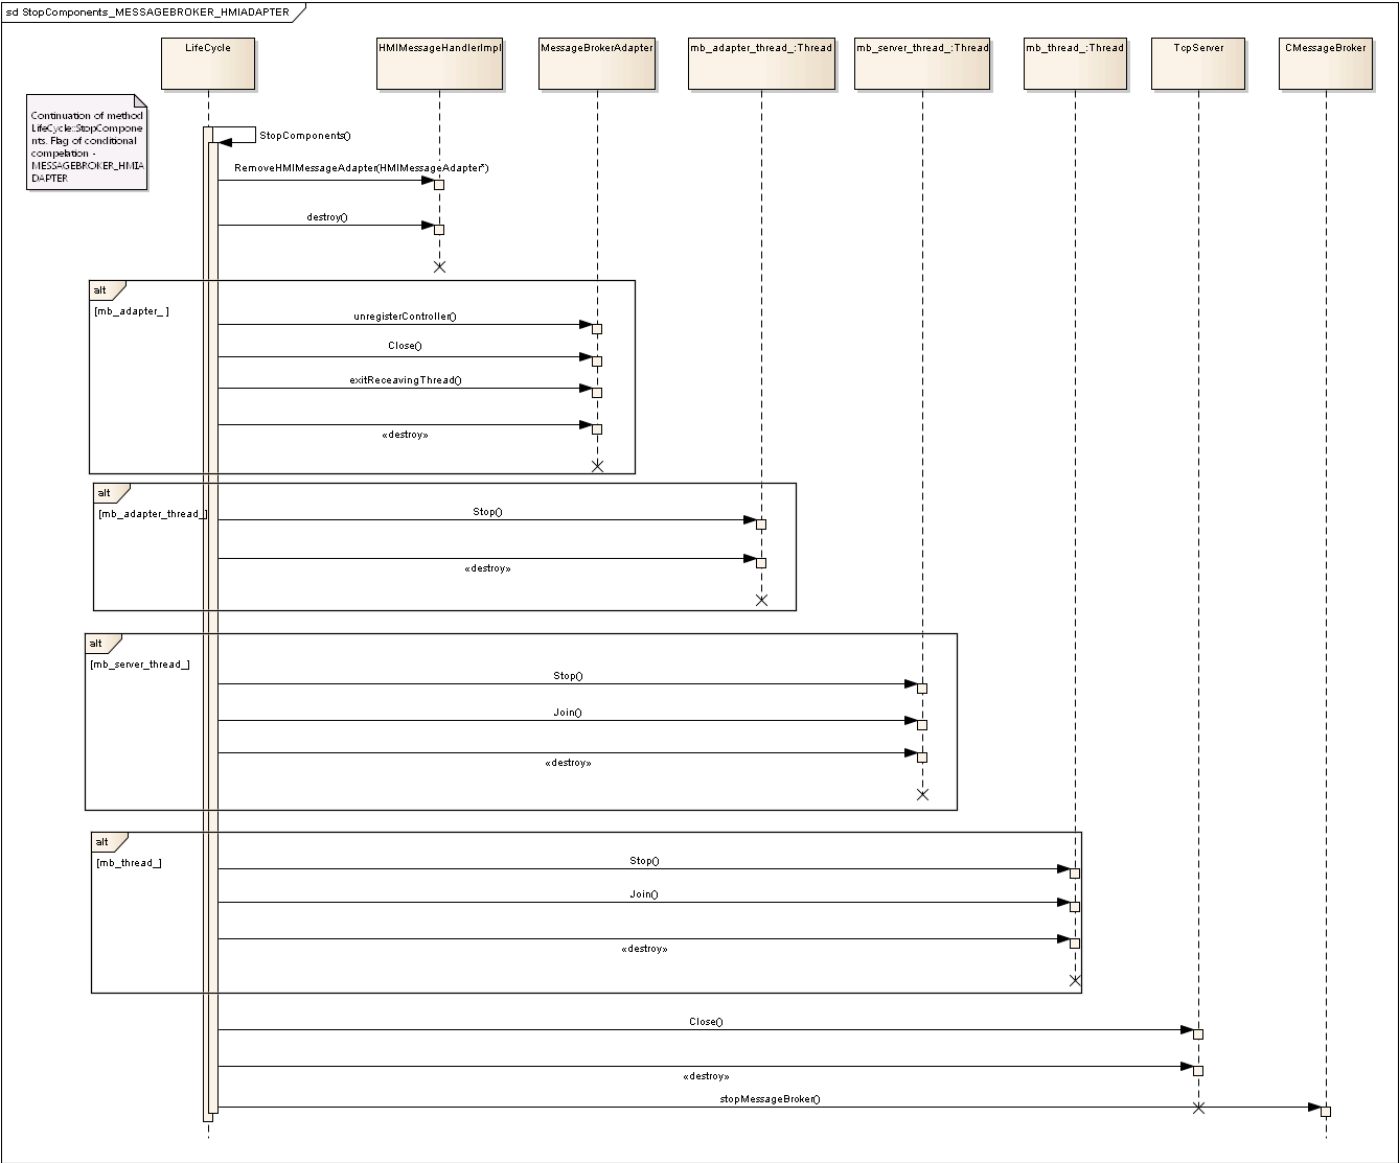 sd StopComponents_MESSAGEBROKER_HMIADAPTER
LifeCycle
HMIMessageHandlerImpl
MessageBrokerAdapter
mb_adapter_thread_:Thread
mb_server_thread_:Thread
mb_thread_:Thread
TcpServer
CMessageBroker
Continuation of method
LifeCycle::StopCompone
nts. Flag of conditional
compelation -
MESSAGEBROKER_HMIA
DAPTER
StopComponents()
RemoveHMIMessageAdapter(HMIMessageAdapter*)
destroy()
alt
[mb_adapter_ ]
unregisterController()
Close()
exitReceavingThread()
«destroy»
alt
[mb_adapter_thread_]
Stop()
«destroy»
alt
[mb_server_thread_]
Stop()
Join()
«destroy»
alt
[mb_thread_]
Stop()
Join()
«destroy»
Close()
«destroy»
stopMessageBroker()